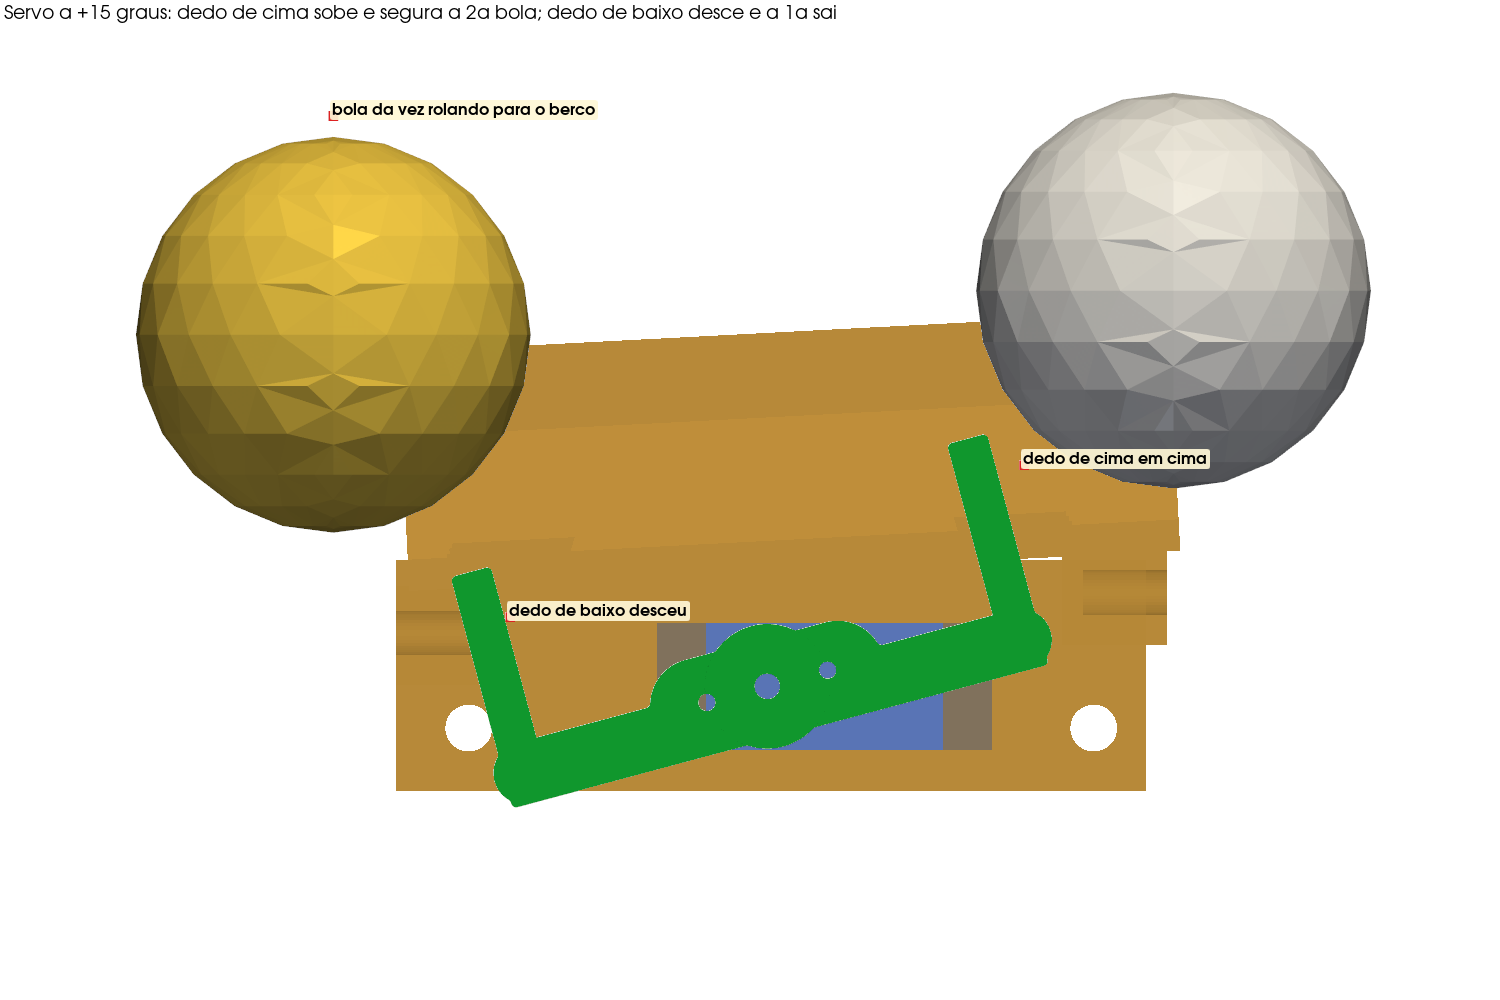 Servo a +15 graus: dedo de cima sobe e segura a 2a bola; dedo de baixo desce e a 1a sai
bola da vez rolando para o berco
dedo de cima em cima
dedo de baixo desceu